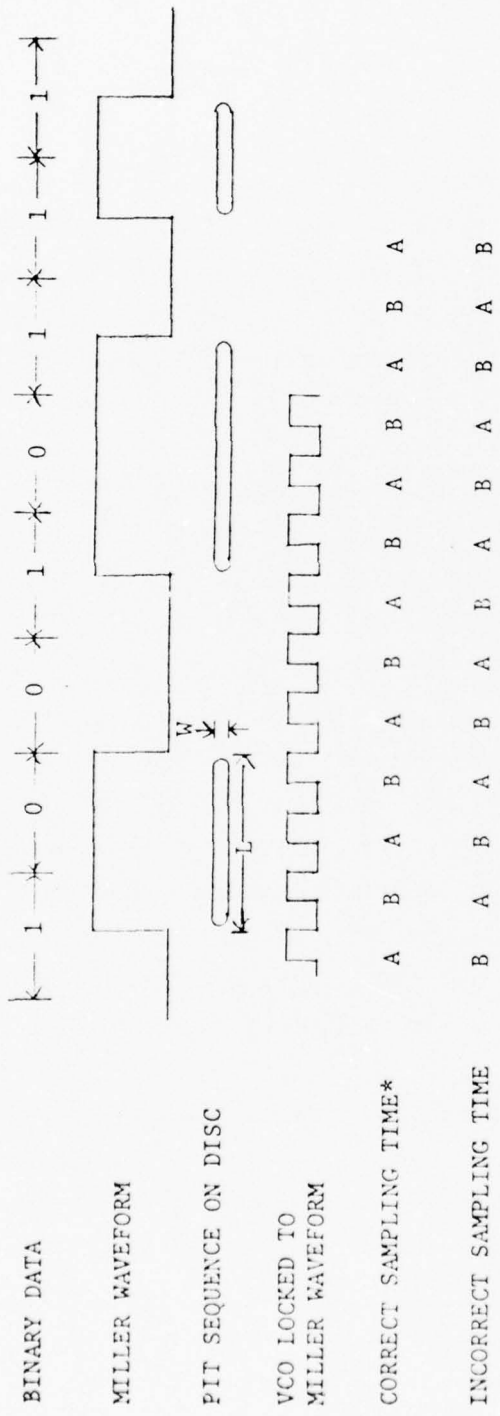 BINARY DATA 1 0 0 1 0 1 1 1
MILLER WAVEFORM
PIT SEQUENCE ON DISC
W
L
VCO LOCKED TO
MILLER WAVEFORM
CORRECT SAMPLING TIME* A B A B A B A B A B A B A
INCORRECT SAMPLING TIME B A B A B A B A B A B A B